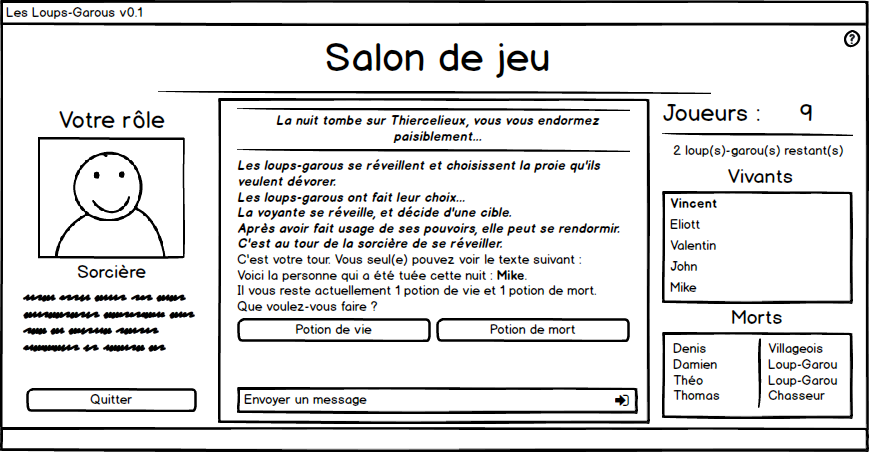 Les Loups-Garous v0.1
?
Salon de jeu
Votre rôle
Sorcière
Quitter
La nuit tombe sur Thiercelieux, vous vous endormez
paisiblement...
Les loups-garous se réveillent et choisissent la proie qu'ils
veulent dévorer.
Les loups-garous ont fait leur choix...
La voyante se réveille, et décide d'une cible.
Après avoir fait usage de ses pouvoirs, elle peut se rendormir.
C'est au tour de la sorcière de se réveiller.
C'est votre tour. Vous seul(e) pouvez voir le texte suivant :
Voici la personne qui a été tuée cette nuit : Mike.
Il vous reste actuellement 1 potion de vie et 1 potion de mort.
Que voulez-vous faire ?
Potion de vie
Potion de mort
Envoyer un message
Joueurs : 9
2 loup(s)-garou(s) restant(s)
Vivants
Vincent
Eliott
Valentin
John
Mike
Morts
Denis Villageois
Damien Loup-Garou
Théo Loup-Garou
Thomas Chasseur